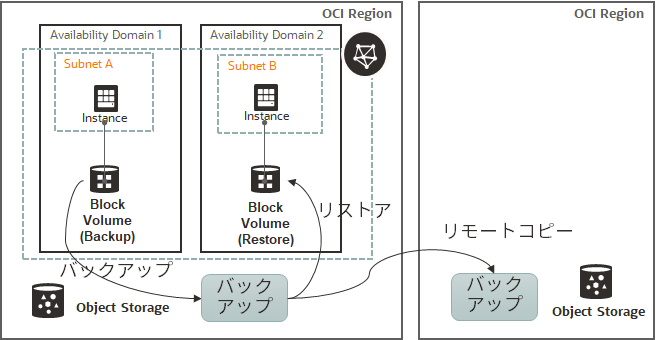 OCI Region
OCI Region
Availability Domain 1
Availability Domain 2
Subnet A
Subnet B
Instance
Instance
Block
Volume
(Backup)
Block
Volume
(Restore)
リストア
リモートコピー
バックアップ
バック
アップ
Object Storage
バック
アップ
Object Storage